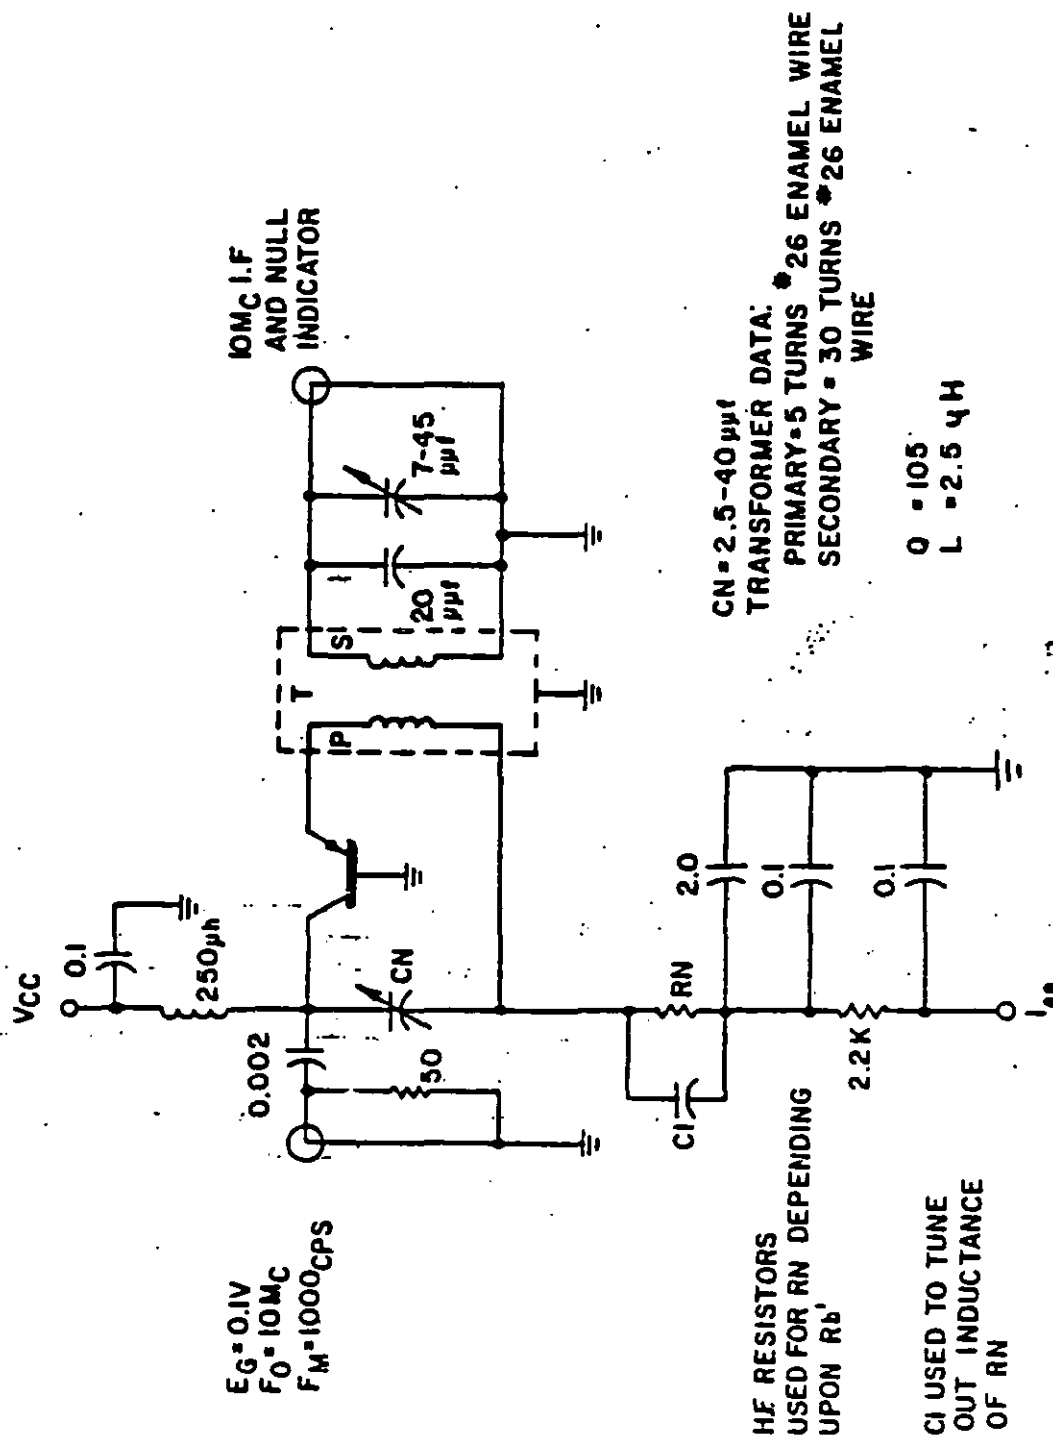 VCC
0.1
250µh
0.002
50
CN
EG=0.1V
FO=10MC
FM=1000CPS
T
P
S
20
µµf
7-45
µµf
10MC I.F
AND NULL
INDICATOR
C1
RN
2.0
0.1
0.1
2.2K
H.F. RESISTORS
USED FOR RN DEPENDING
UPON Rb'
C1 USED TO TUNE
OUT INDUCTANCE
OF RN
CN=2.5-40µµf
TRANSFORMER DATA:
PRIMARY=5 TURNS #26 ENAMEL WIRE
SECONDARY=30 TURNS #26 ENAMEL
WIRE
Q =105
L =2.5 µH